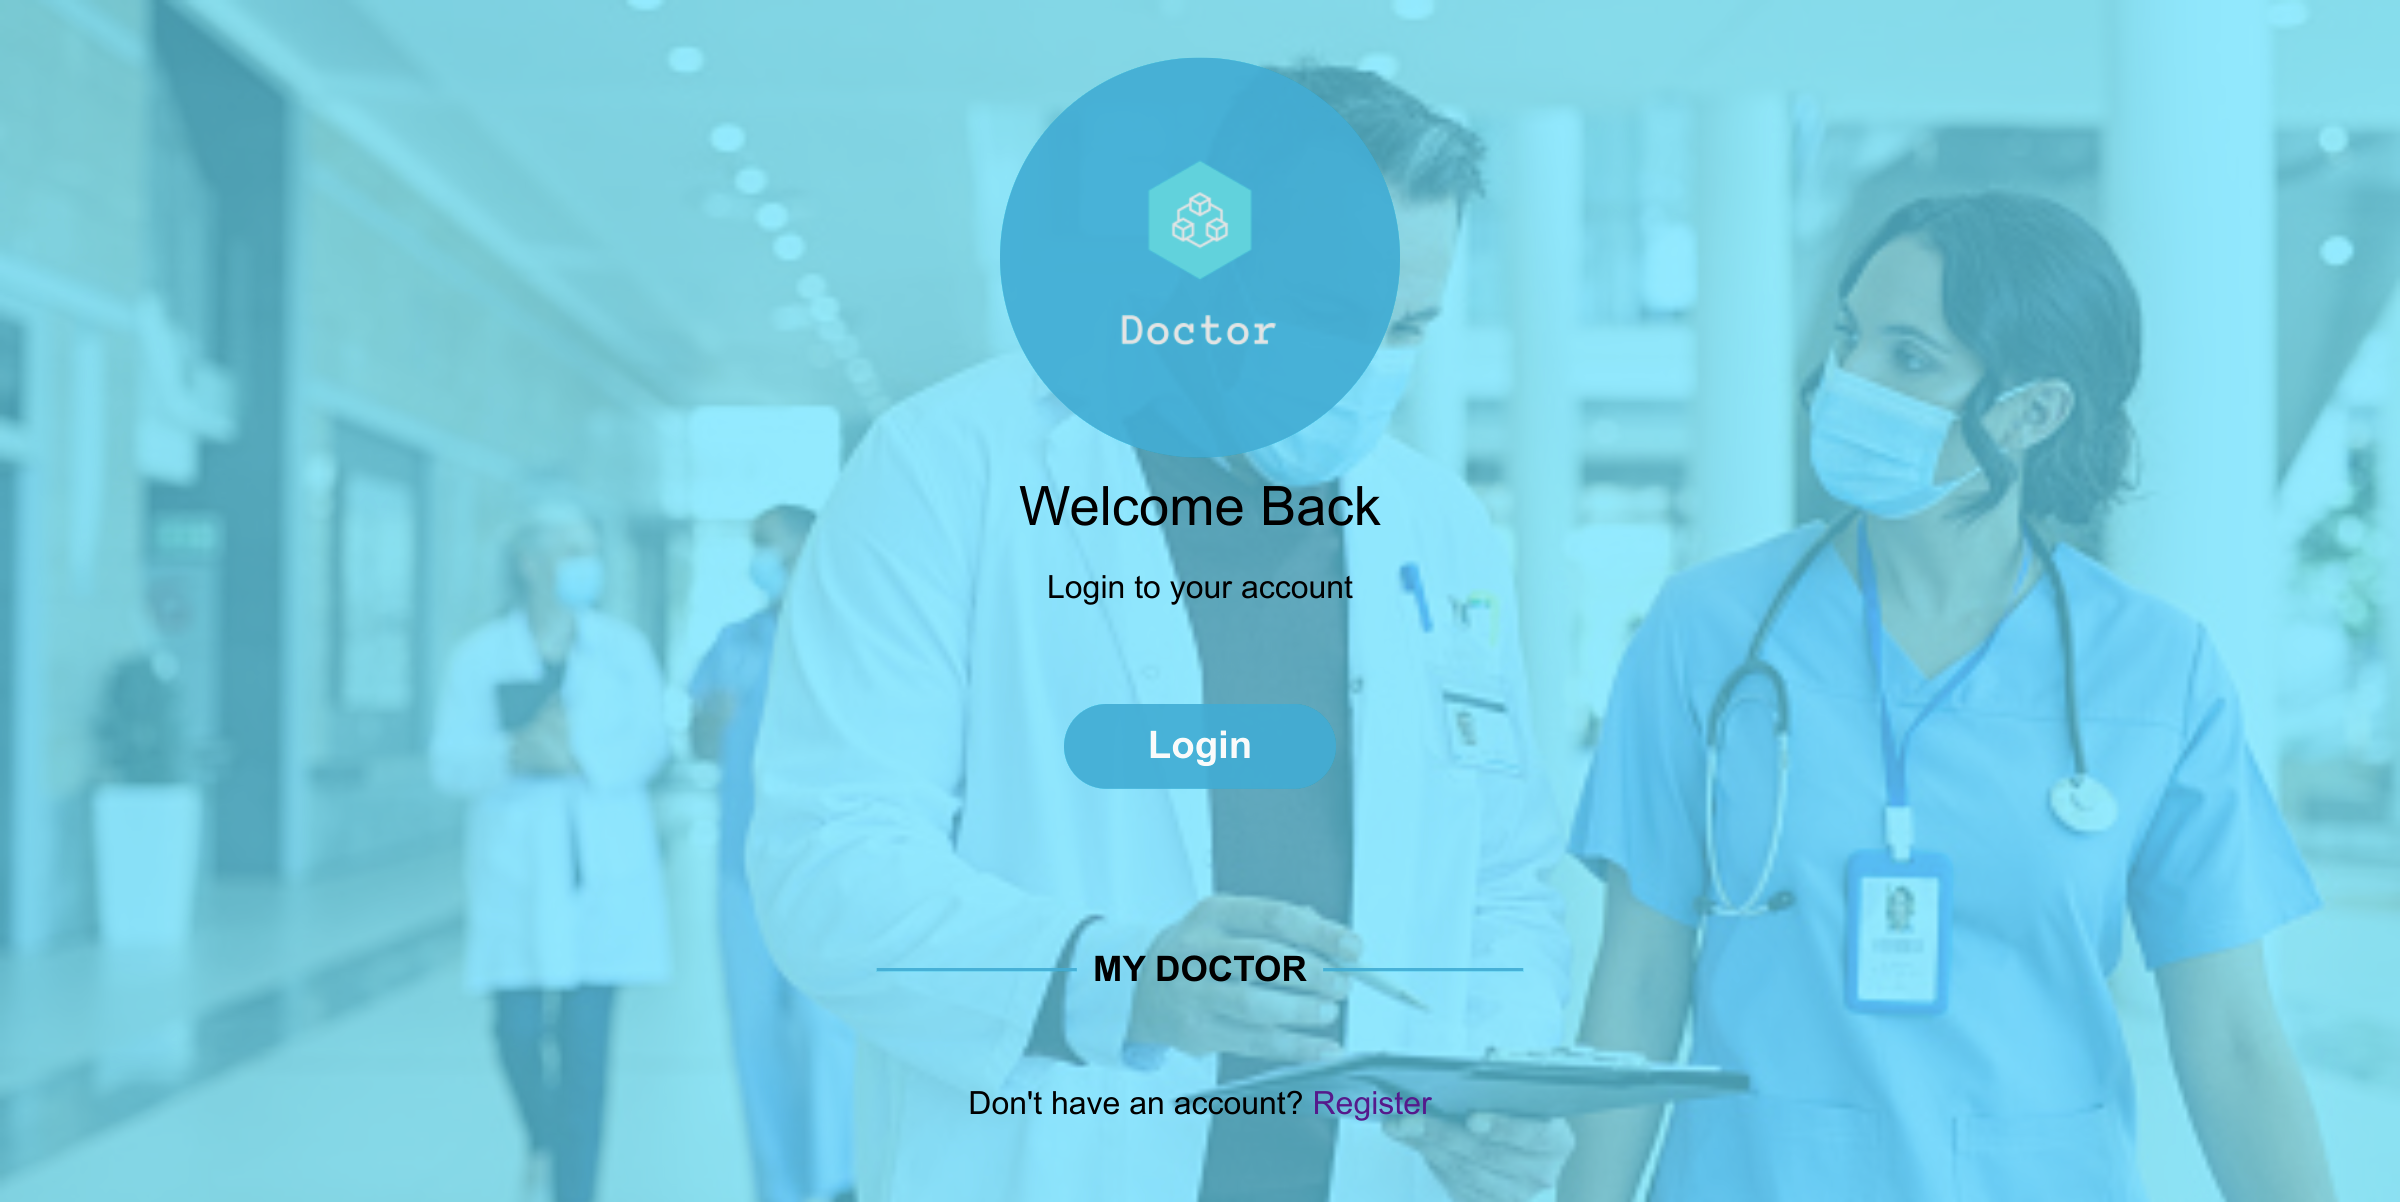 Doctor
Welcome Back
Login to your account
Login
MY DOCTOR
Don't have an account? Register